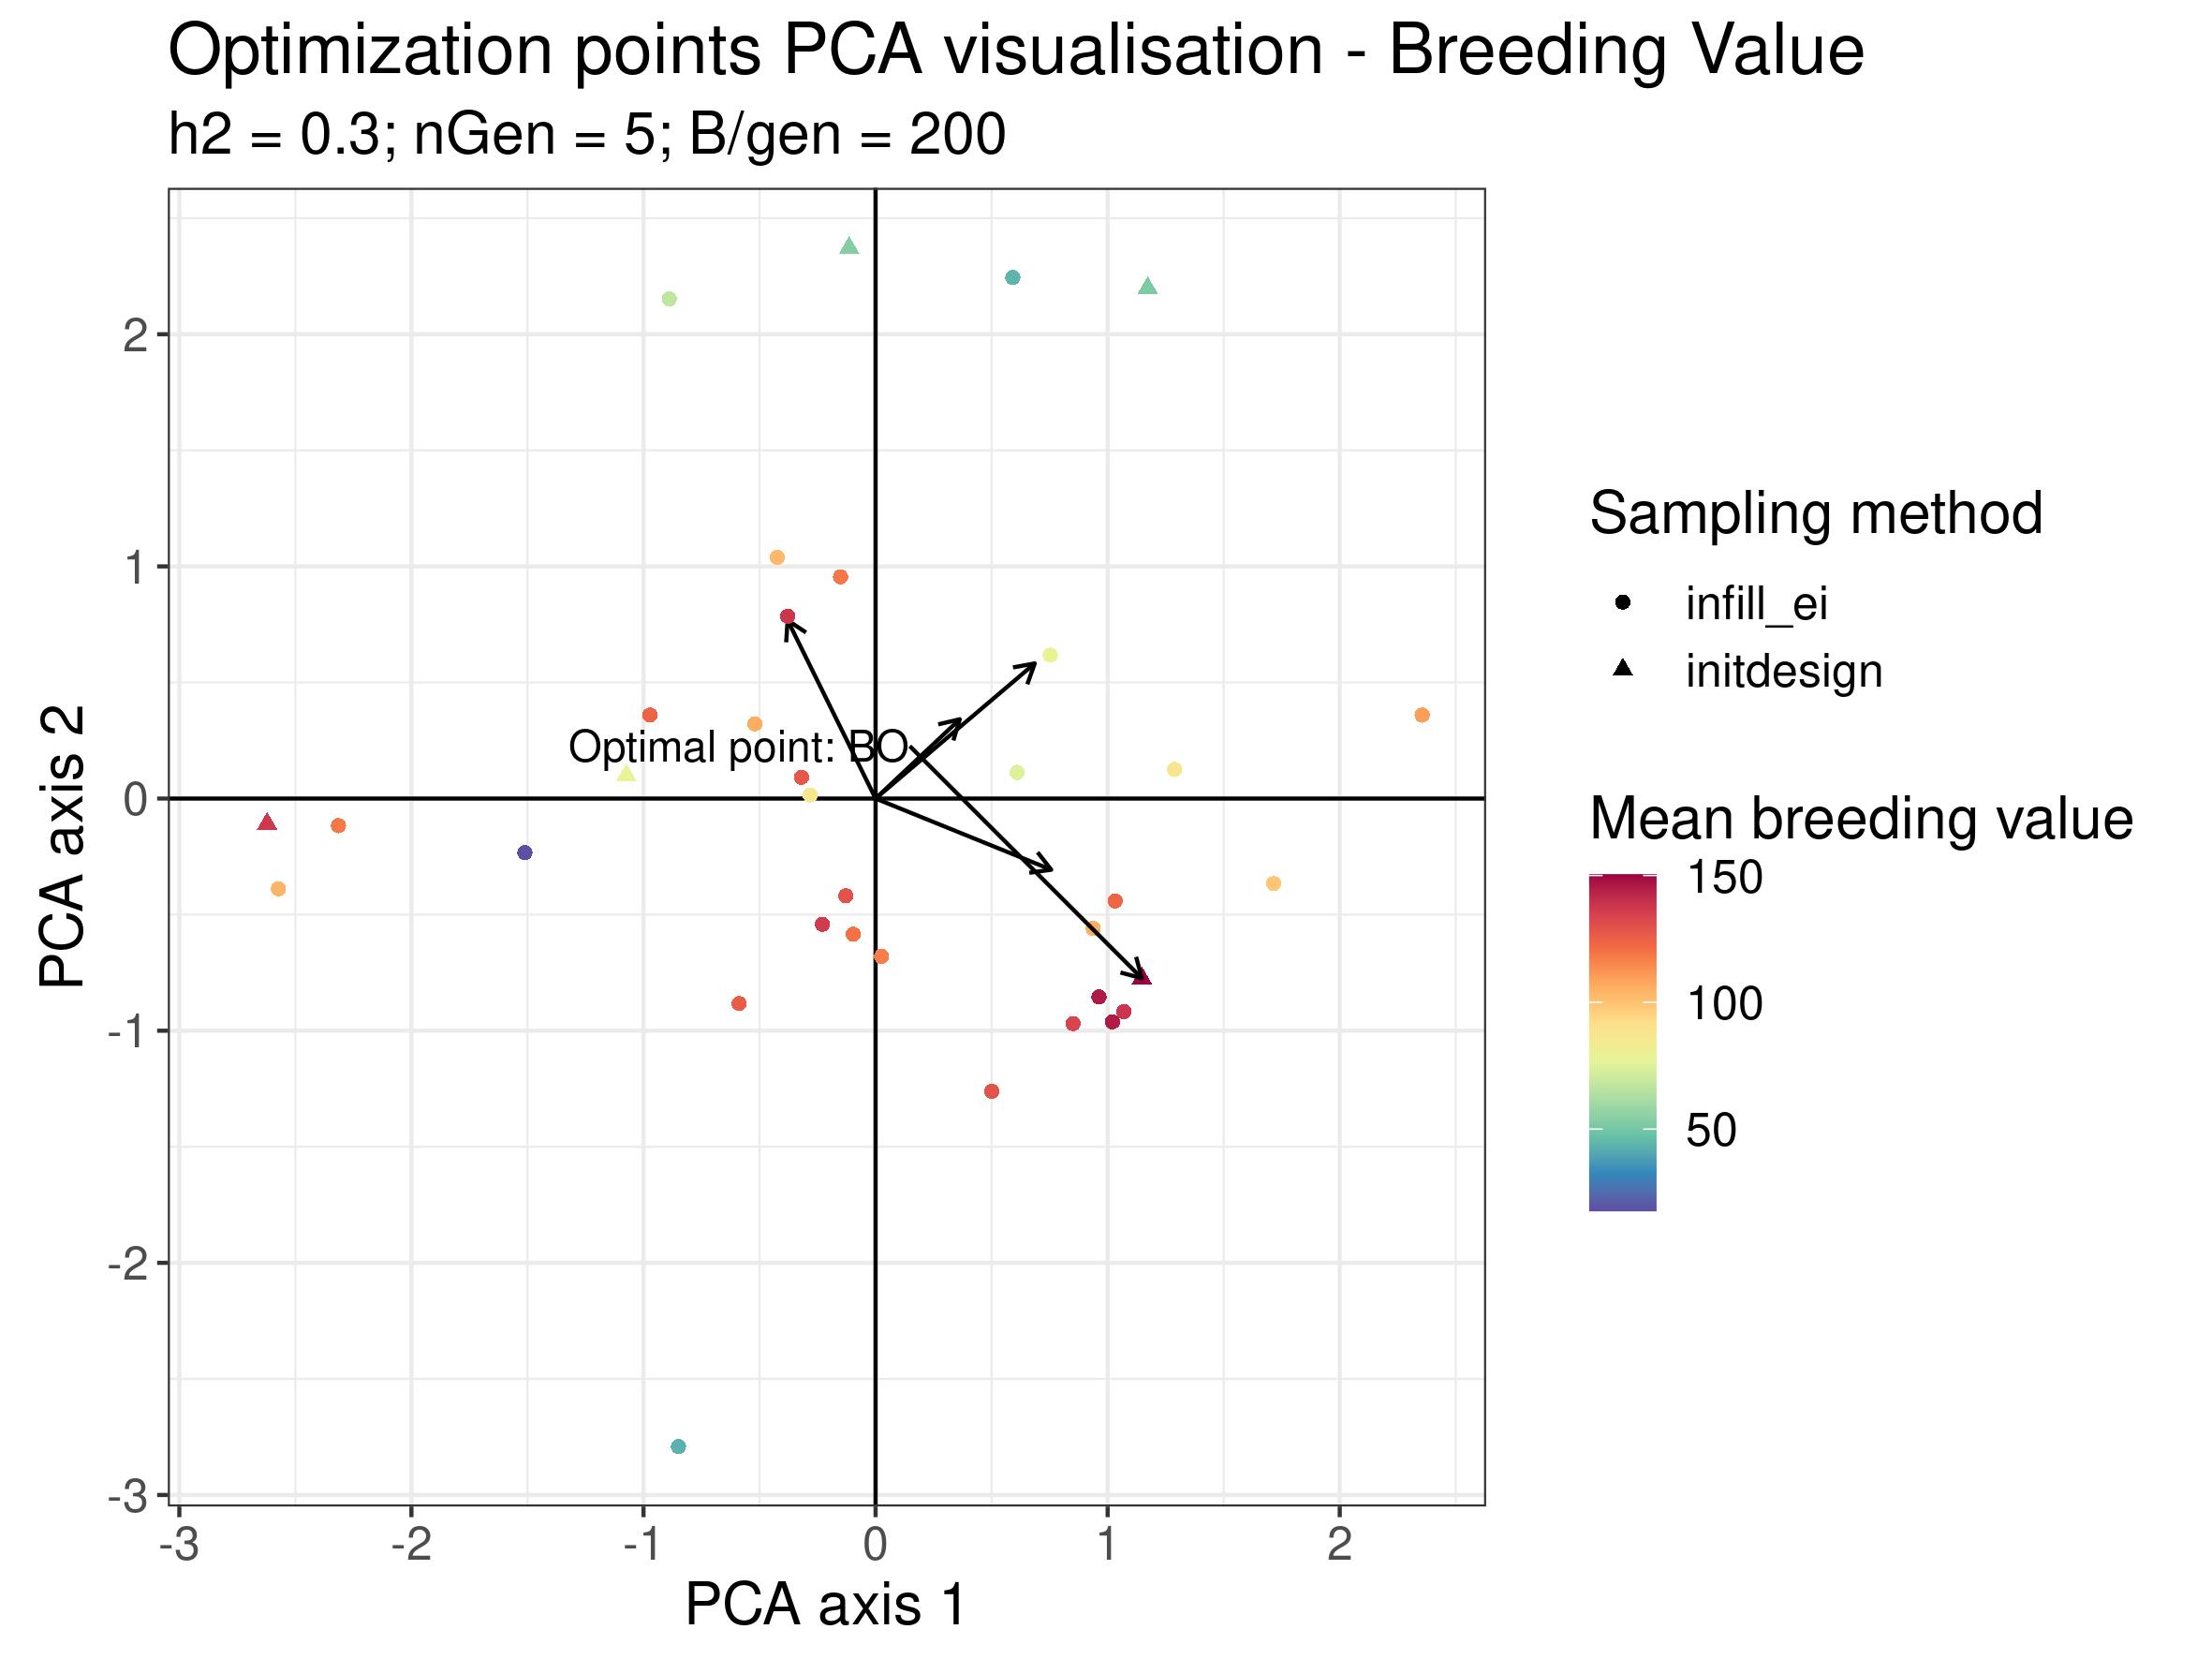 Optimization points PCA visualisation - Breeding Value
h2 = 0.3; nGen = 5; B/gen = 200
PCA axis 2
2
1
0
-1
-2
-3
Optimal point: BO
-3
-2
-1
0
1
2
PCA axis 1
Sampling method
infill_ei
initdesign
Mean breeding value
150
100
50